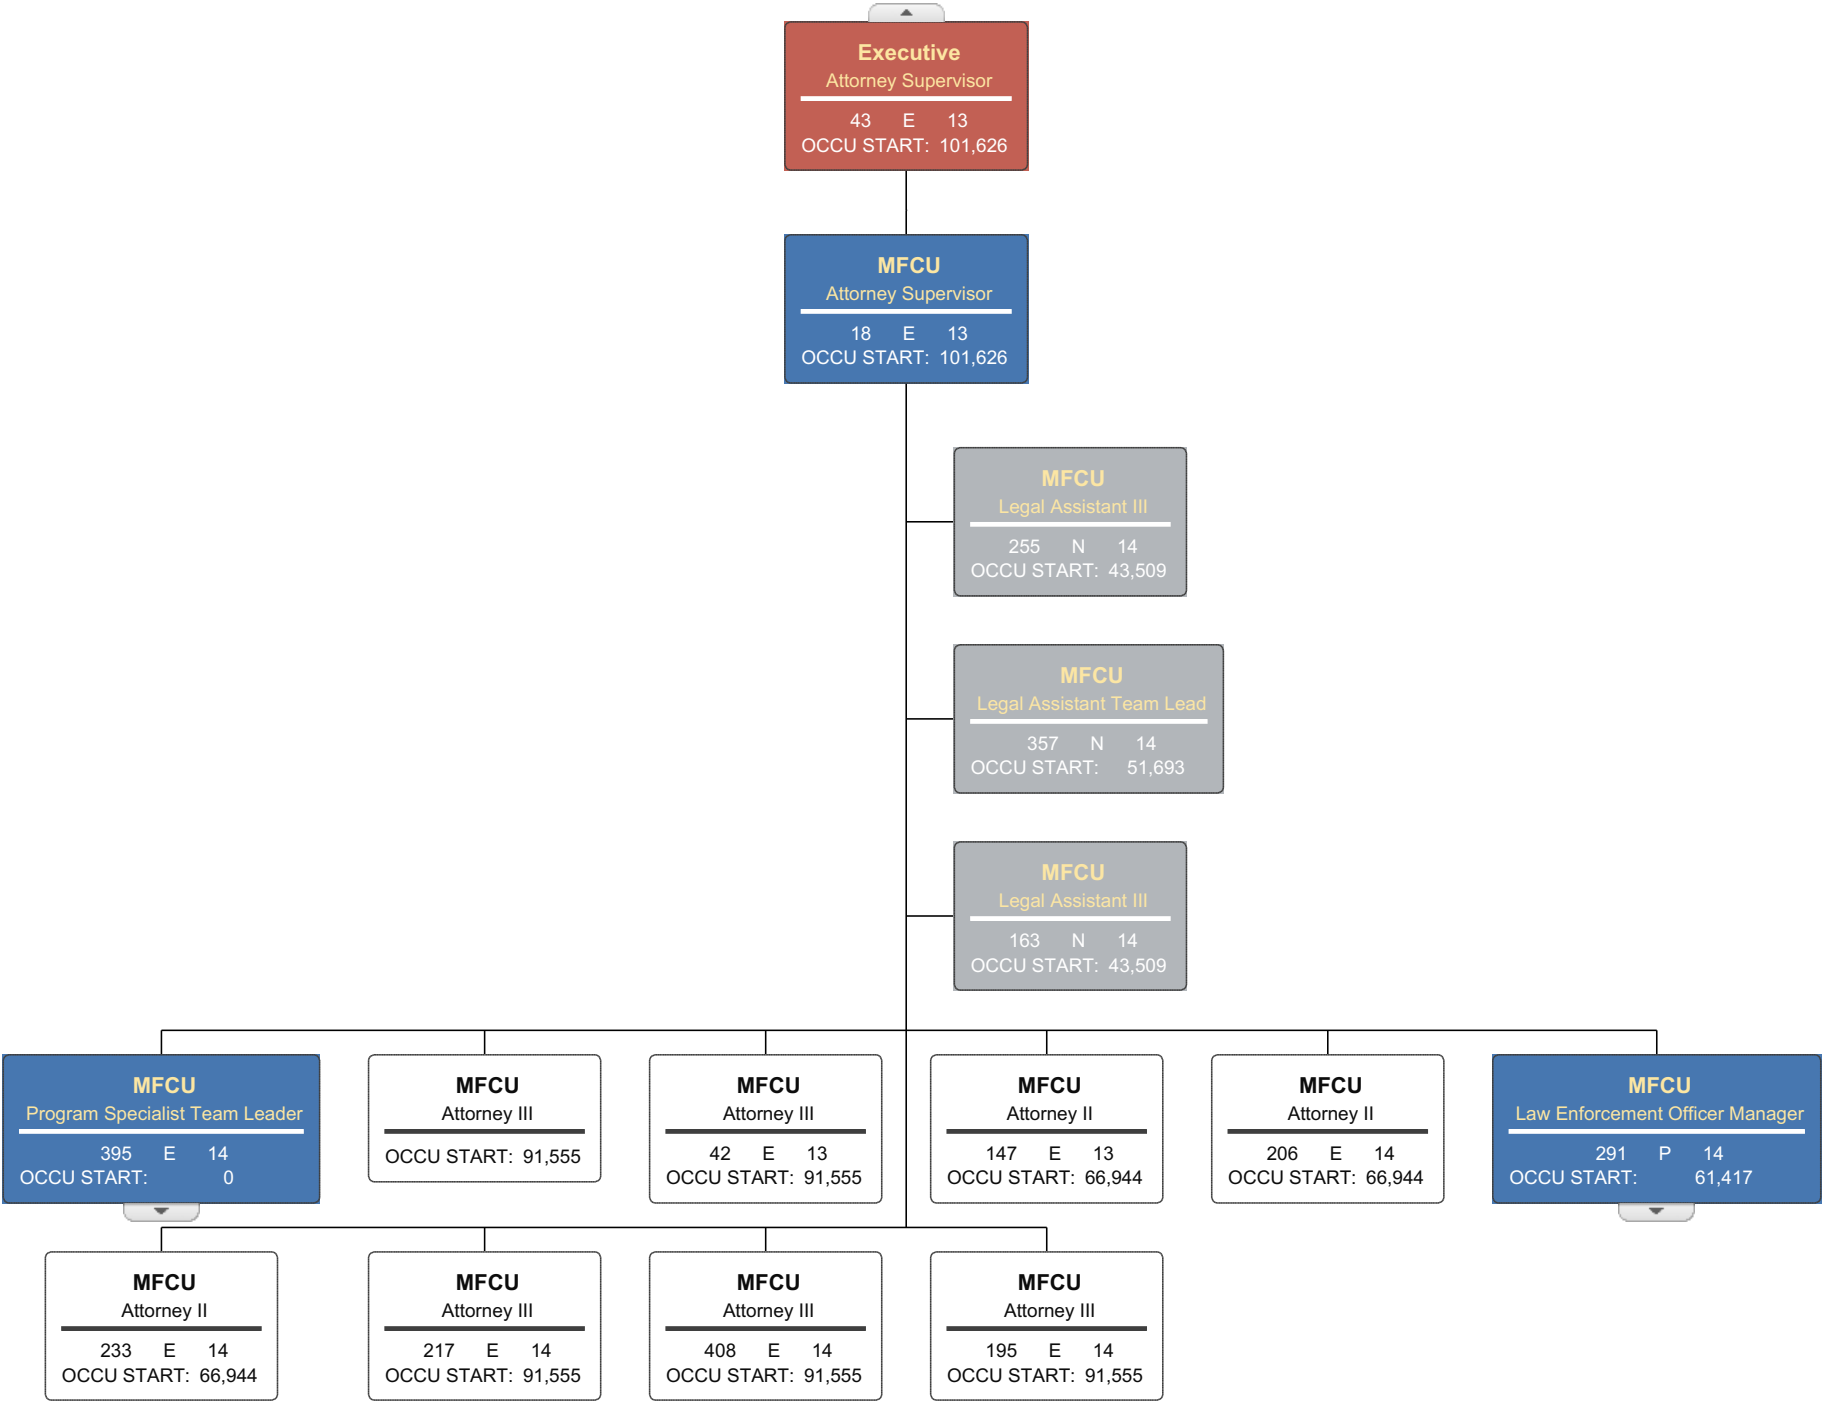 Executive
Attorney Supervisor
43 E 13
OCCU START: 101,626
MFCU
Attorney Supervisor
18 E 13
OCCU START: 101,626
MFCU
Legal Assistant III
255 N 14
OCCU START: 43,509
MFCU
Legal Assistant Team Lead
357 N 14
OCCU START: 51,693
MFCU
Legal Assistant III
163 N 14
OCCU START: 43,509
MFCU
Program Specialist Team Leader
395 E 14
OCCU START: 0
MFCU
Attorney III
OCCU START: 91,555
MFCU
Attorney III
42 E 13
OCCU START: 91,555
MFCU
Attorney II
147 E 13
OCCU START: 66,944
MFCU
Attorney II
206 E 14
OCCU START: 66,944
MFCU
Law Enforcement Officer Manager
291 P 14
OCCU START: 61,417
MFCU
Attorney II
233 E 14
OCCU START: 66,944
MFCU
Attorney III
217 E 14
OCCU START: 91,555
MFCU
Attorney III
408 E 14
OCCU START: 91,555
MFCU
Attorney III
195 E 14
OCCU START: 91,555